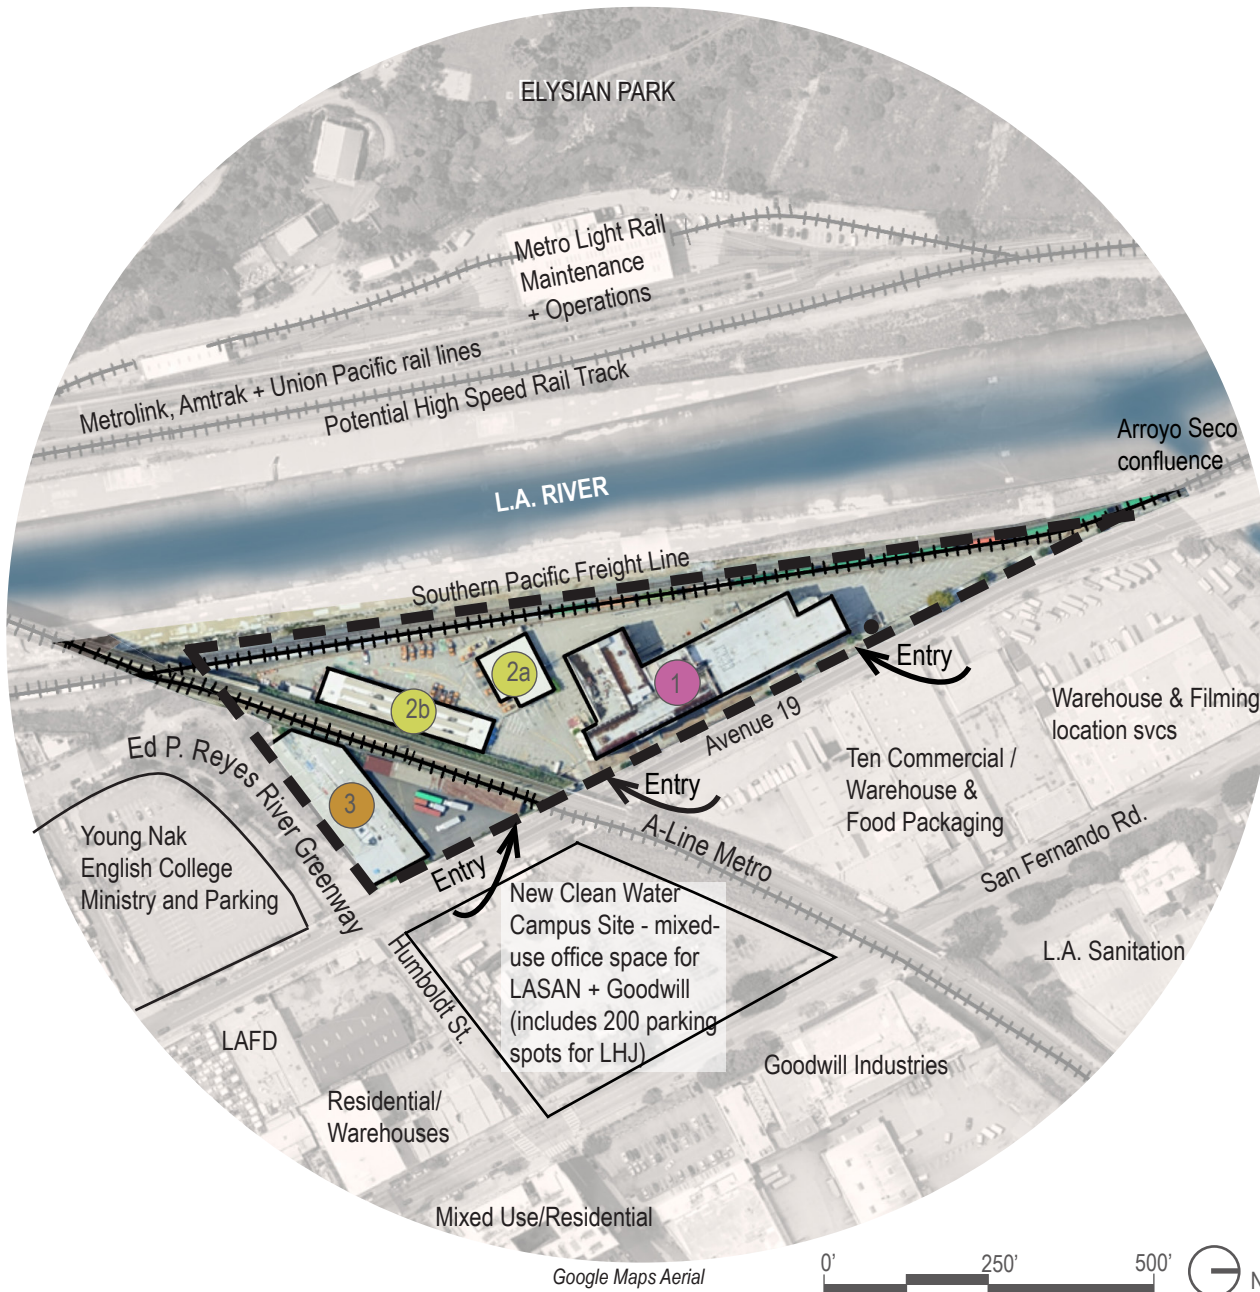 ELYSIAN PARK
Metro Light Rail
Maintenance
+ Operations
Metrolink, Amtrak + Union Pacific rail lines
Potential High Speed Rail Track
Arroyo Seco
confluence
L.A. RIVER
Southern Pacific Freight Line
2a
1
2b
3
Entry
Avenue 19
Warehouse & Filming
location svcs
Ed P. Reyes River Greenway
Ten Commercial /
Warehouse &
Food Packaging
Entry
A-Line Metro
San Fernando Rd.
Young Nak
English College
Ministry and Parking
Entry
New Clean Water
Campus Site - mixed-
use office space for
LASAN + Goodwill
(includes 200 parking
spots for LHJ)
Humboldt St.
L.A. Sanitation
LAFD
Goodwill Industries
Residential/
Warehouses
Mixed Use/Residential
Google Maps Aerial
0' 250' 500'
N